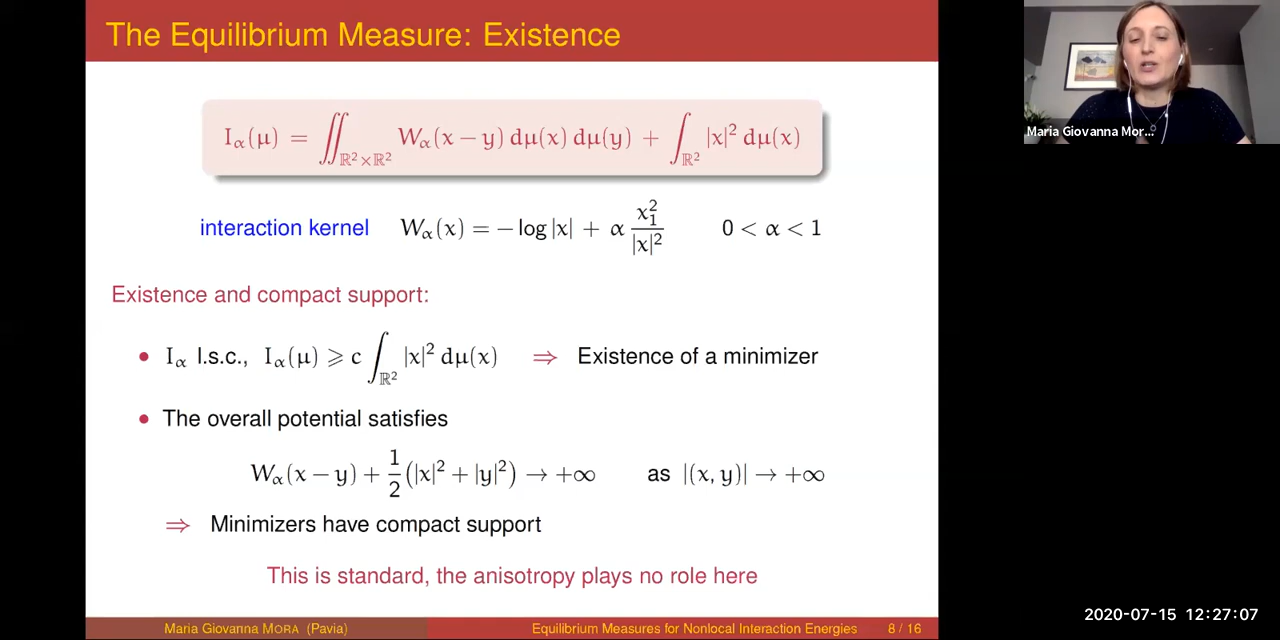 The Equilibrium Measure: Existence
I_α(μ) = ∬_{ℝ²×ℝ²} W_α(x − y) dμ(x) dμ(y) + ∫_{ℝ²} |x|² dμ(x)
interaction kernel W_α(x) = − log |x| + α x₁²/|x|² 0 < α < 1
Existence and compact support:
• I_α l.s.c., I_α(μ) ⩾ c ∫_{ℝ²} |x|² dμ(x) ⇒ Existence of a minimizer
• The overall potential satisfies
W_α(x − y) + 1/2 (|x|² + |y|²) → +∞ as |(x, y)| → +∞
⇒ Minimizers have compact support
This is standard, the anisotropy plays no role here
Maria Giovanna MORA (Pavia) Equilibrium Measures for Nonlocal Interaction Energies 8 / 16
Maria Giovanna Mor...
2020-07-15 12:27:07